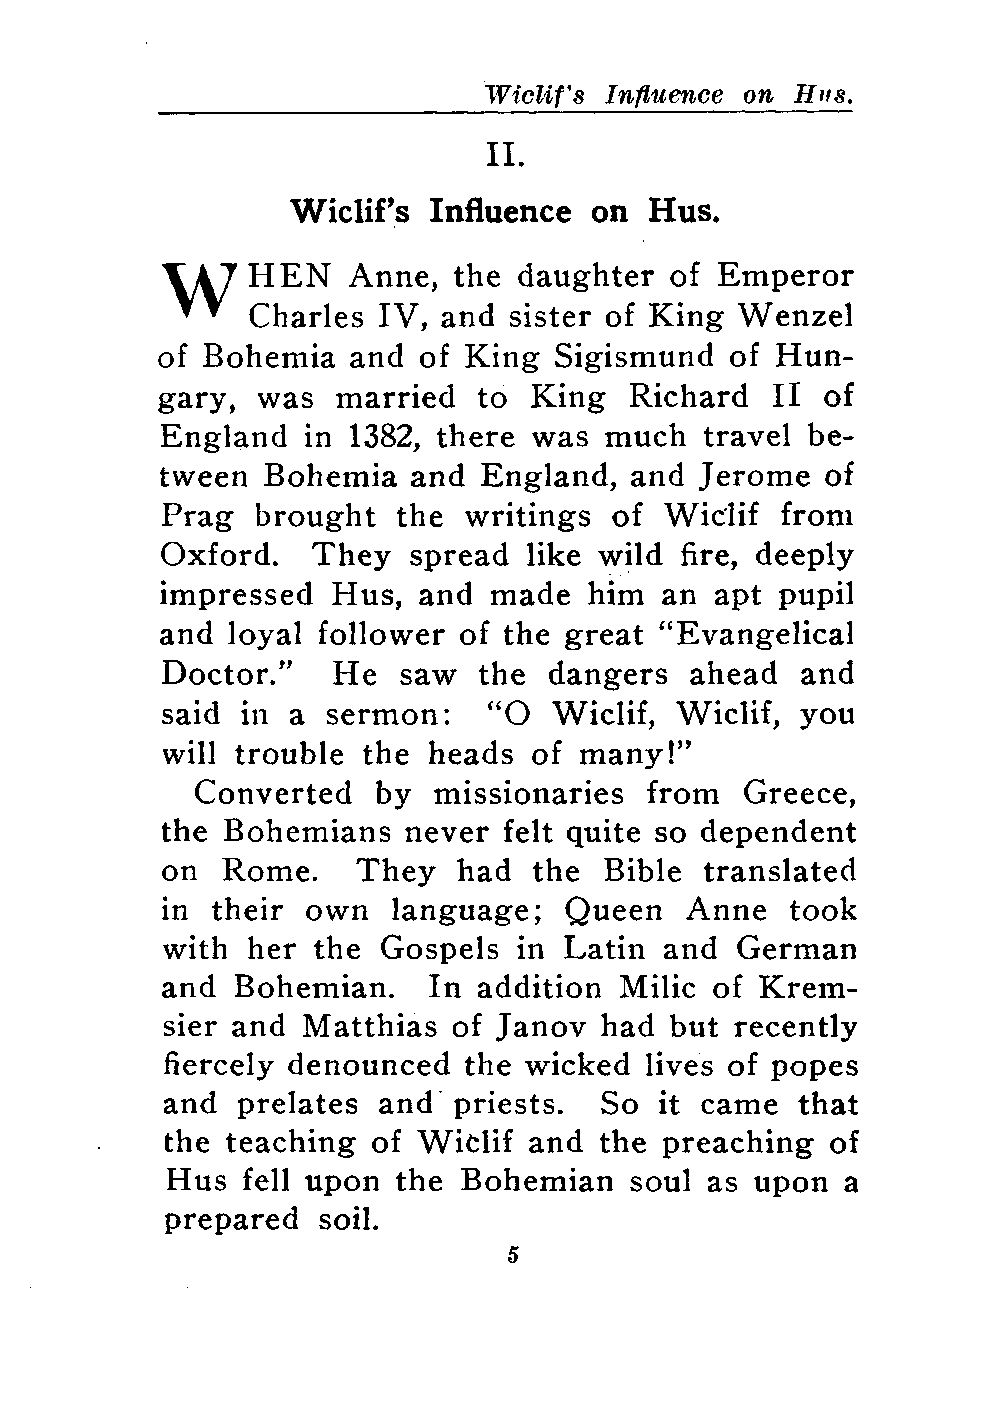 Wiclif's Influence on Hus.
II.
Wiclif's Influence on Hus.
WHEN Anne, the daughter of Emperor
Charles IV, and sister of King Wenzel
of Bohemia and of King Sigismund of Hun-
gary, was married to King Richard II of
England in 1382, there was much travel be-
tween Bohemia and England, and Jerome of
Prag brought the writings of Wiclif from
Oxford. They spread like wild fire, deeply
impressed Hus, and made him an apt pupil
and loyal follower of the great “Evangelical
Doctor.” He saw the dangers ahead and
said in a sermon: “O Wiclif, Wiclif, you
will trouble the heads of many!”
Converted by missionaries from Greece,
the Bohemians never felt quite so dependent
on Rome. They had the Bible translated
in their own language; Queen Anne took
with her the Gospels in Latin and German
and Bohemian. In addition Milic of Krem-
sier and Matthias of Janov had but recently
fiercely denounced the wicked lives of popes
and prelates and priests. So it came that
the teaching of Wiclif and the preaching of
Hus fell upon the Bohemian soul as upon a
prepared soil.
5